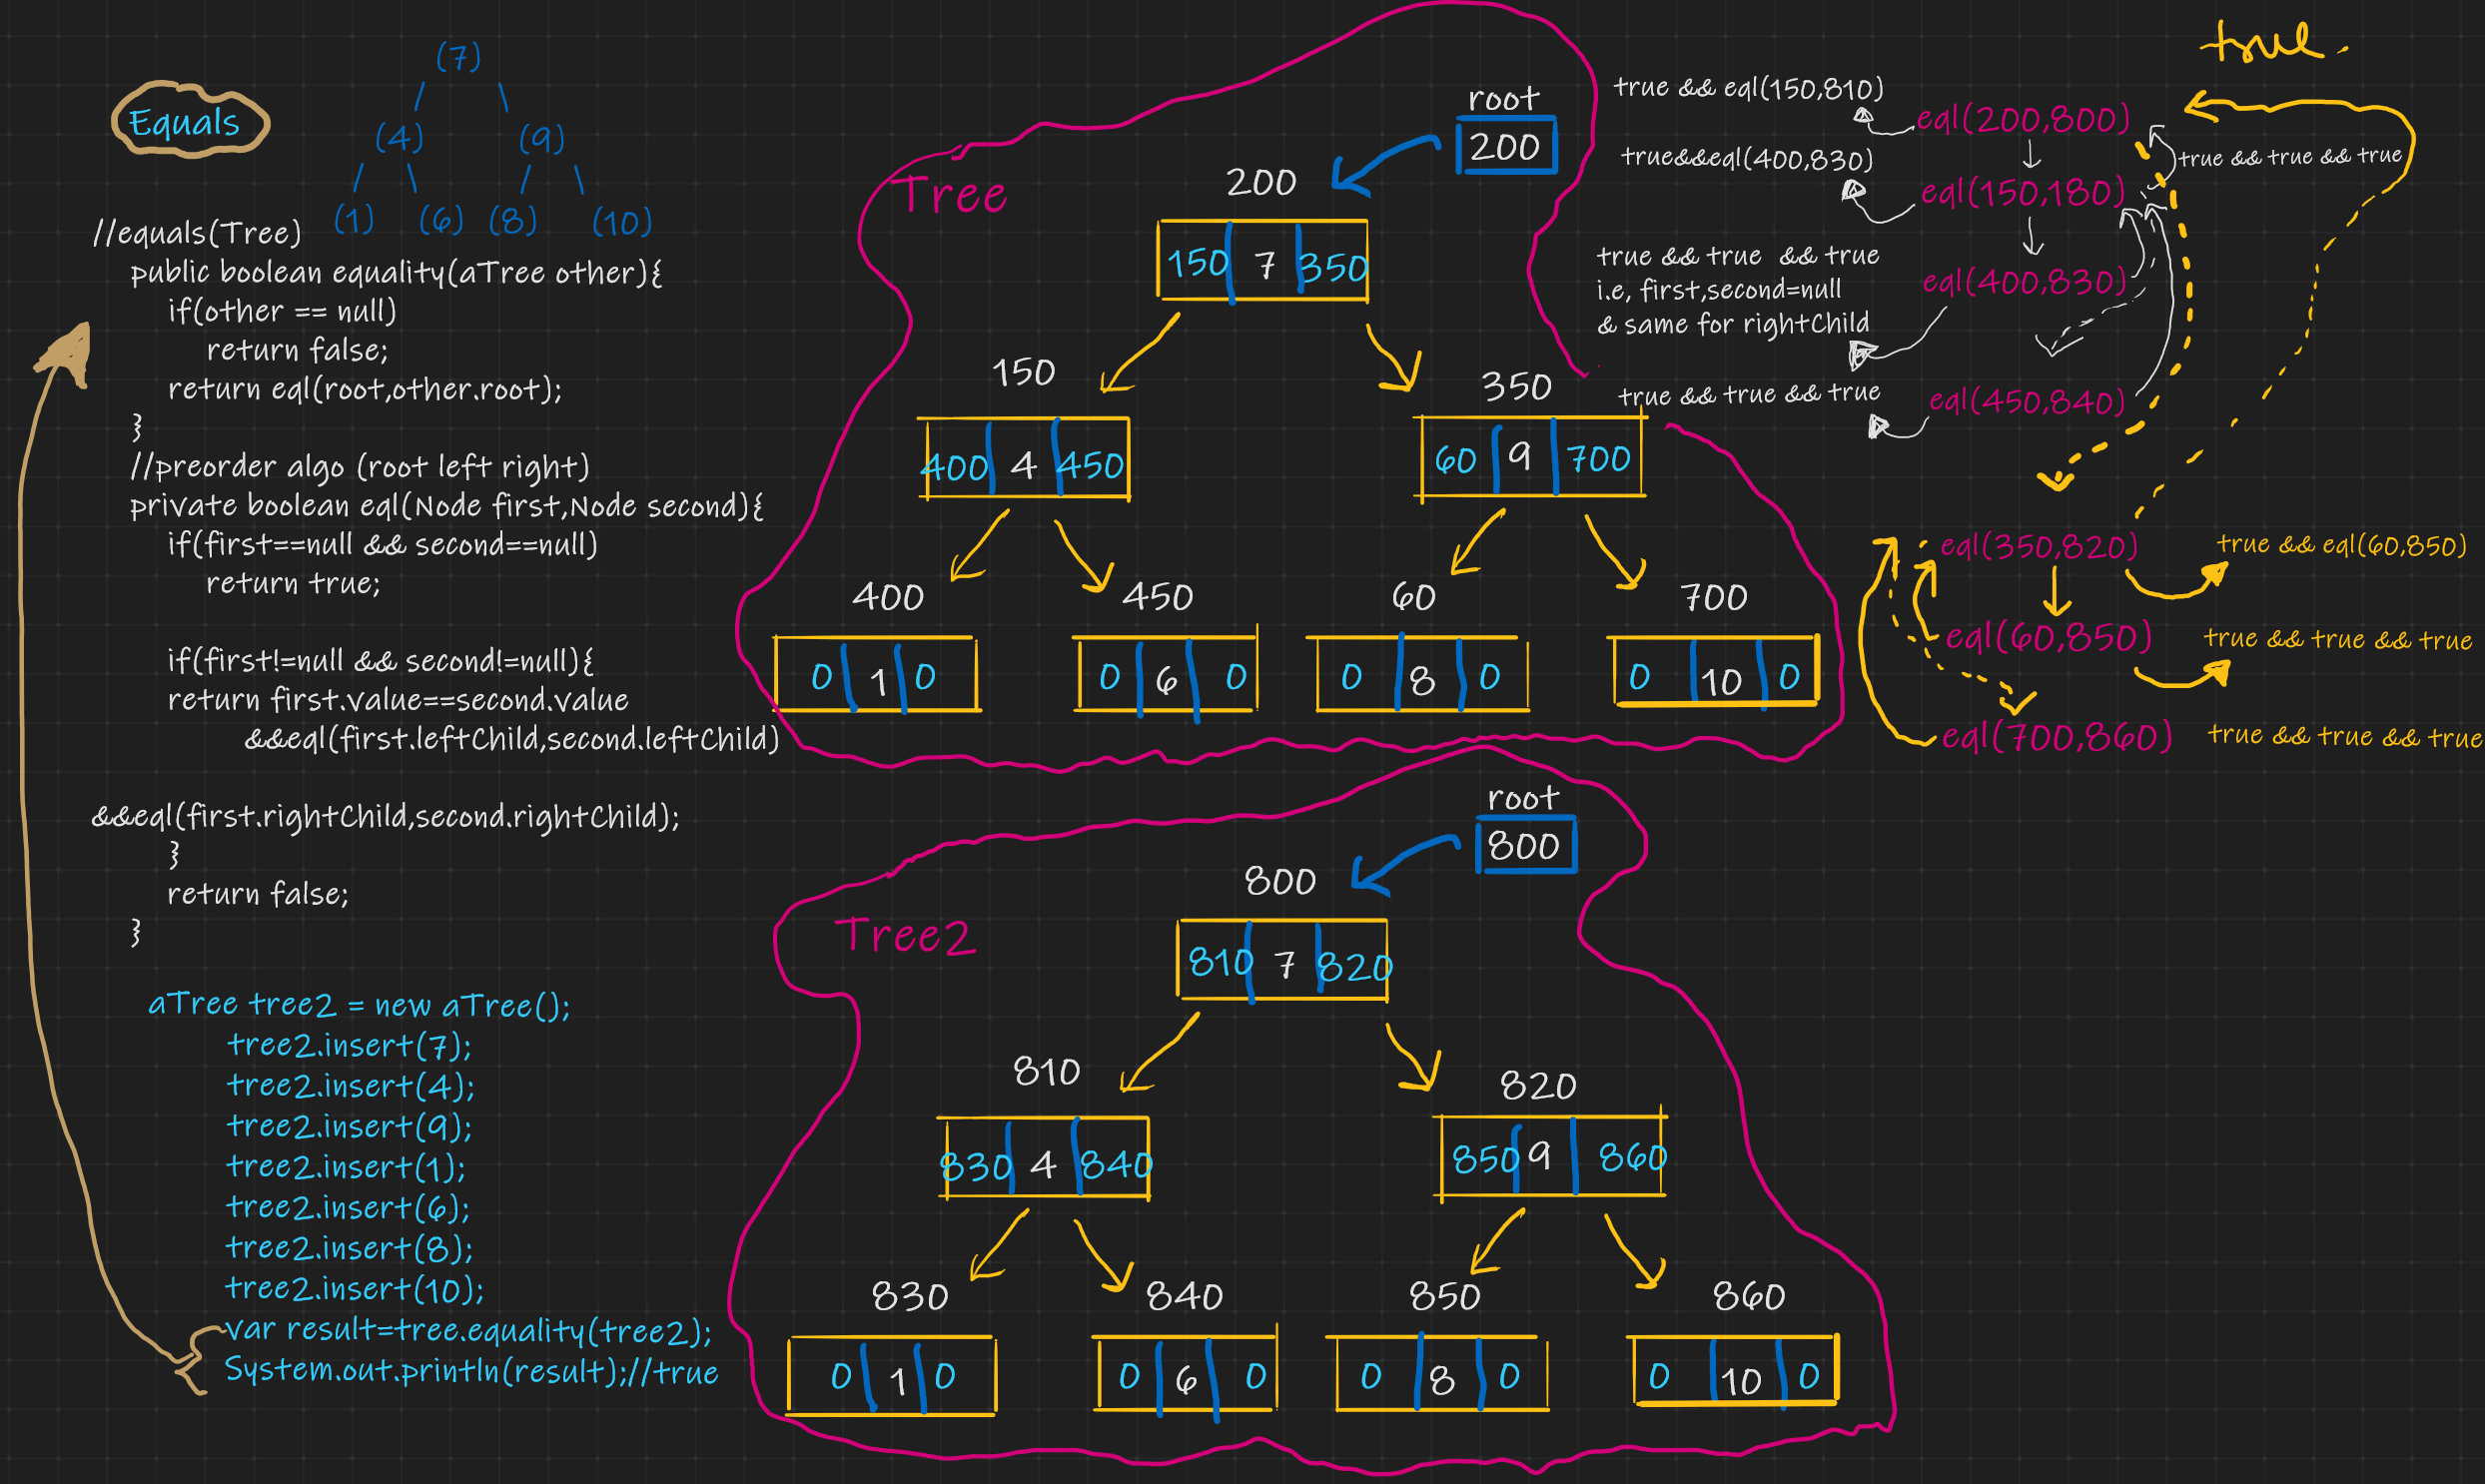 Equals
(7)
(4) (9)
(1) (6) (8) (10)
//equals(Tree)
public boolean equality(aTree other){
if(other == null)
return false;
return eql(root,other.root);
}
//preorder algo (root left right)
private boolean eql(Node first,Node second){
if(first==null && second==null)
return true;
if(first!=null && second!=null){
return first.value==second.value
&&eql(first.leftChild,second.leftChild)
&&eql(first.rightChild,second.rightChild);
}
return false;
}
aTree tree2 = new aTree();
tree2.insert(7);
tree2.insert(4);
tree2.insert(9);
tree2.insert(1);
tree2.insert(6);
tree2.insert(8);
tree2.insert(10);
var result=tree.equality(tree2);
System.out.println(result);//true
Tree
root
200
200
150 7 350
150
350
400 4 450
60 9 700
400 450 60 700
0 1 0
0 6 0
0 8 0
0 10 0
Tree2
root
800
800
810 7 820
810
820
830 4 840
850 9 860
830 840 850 860
0 1 0
0 6 0
0 8 0
0 10 0
true.
true && eql(150,810)
eql(200,800)
true&&eql(400,830)
true && true && true
eql(150,180)
true && true && true
i.e, first,second=null
& same for rightChild
eql(400,830)
true && true && true
eql(450,840)
eql(350,820)
true && eql(60,850)
eql(60,850)
true && true && true
eql(700,860)
true && true && true